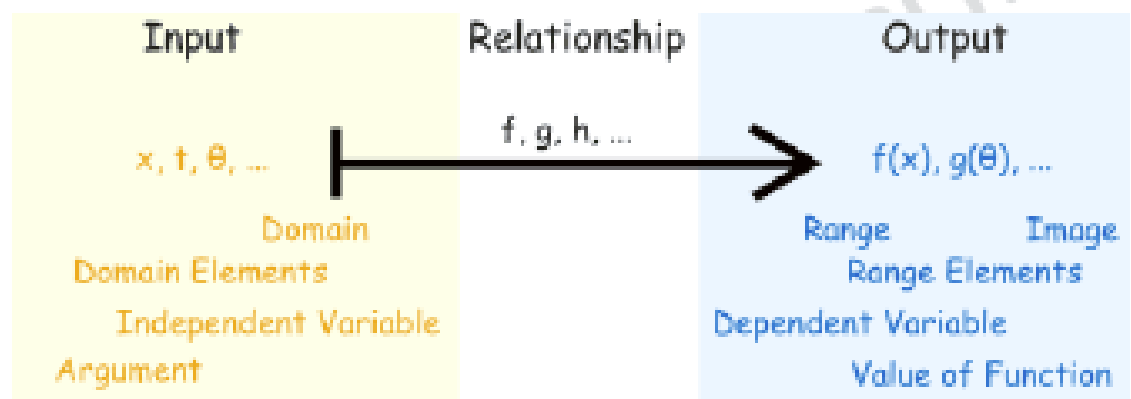 Input Relationship Output
f, g, h, ...
x, t, θ, ... f(x), g(θ), ...
Domain Range Image
Domain Elements Range Elements
Independent Variable Dependent Variable
Argument Value of Function